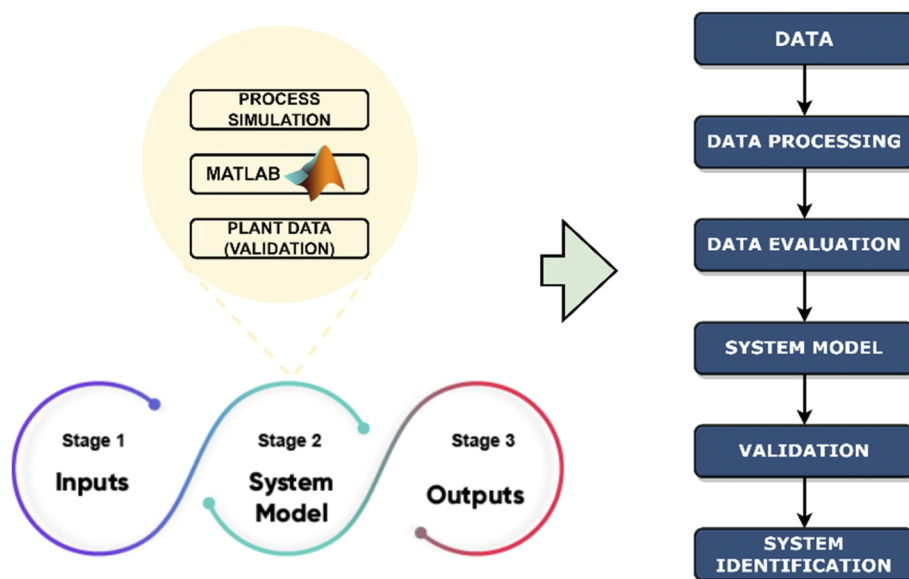 PROCESS
SIMULATION
MATLAB
PLANT DATA
(VALIDATION)
Stage 1
Inputs
Stage 2
System
Model
Stage 3
Outputs
DATA
DATA PROCESSING
DATA EVALUATION
SYSTEM MODEL
VALIDATION
SYSTEM
IDENTIFICATION